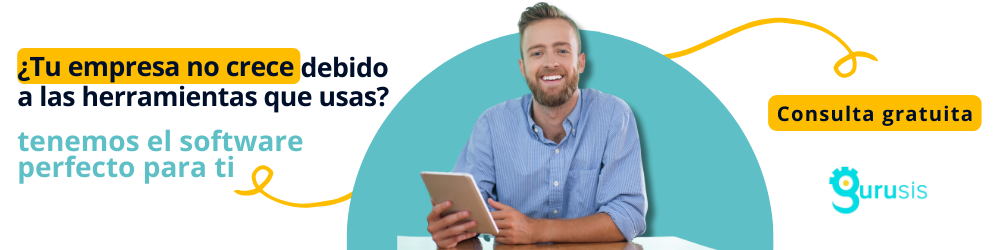 ¿Tu empresa no crece debido
a las herramientas que usas?
tenemos el software
perfecto para ti
Consulta gratuita
gurusis